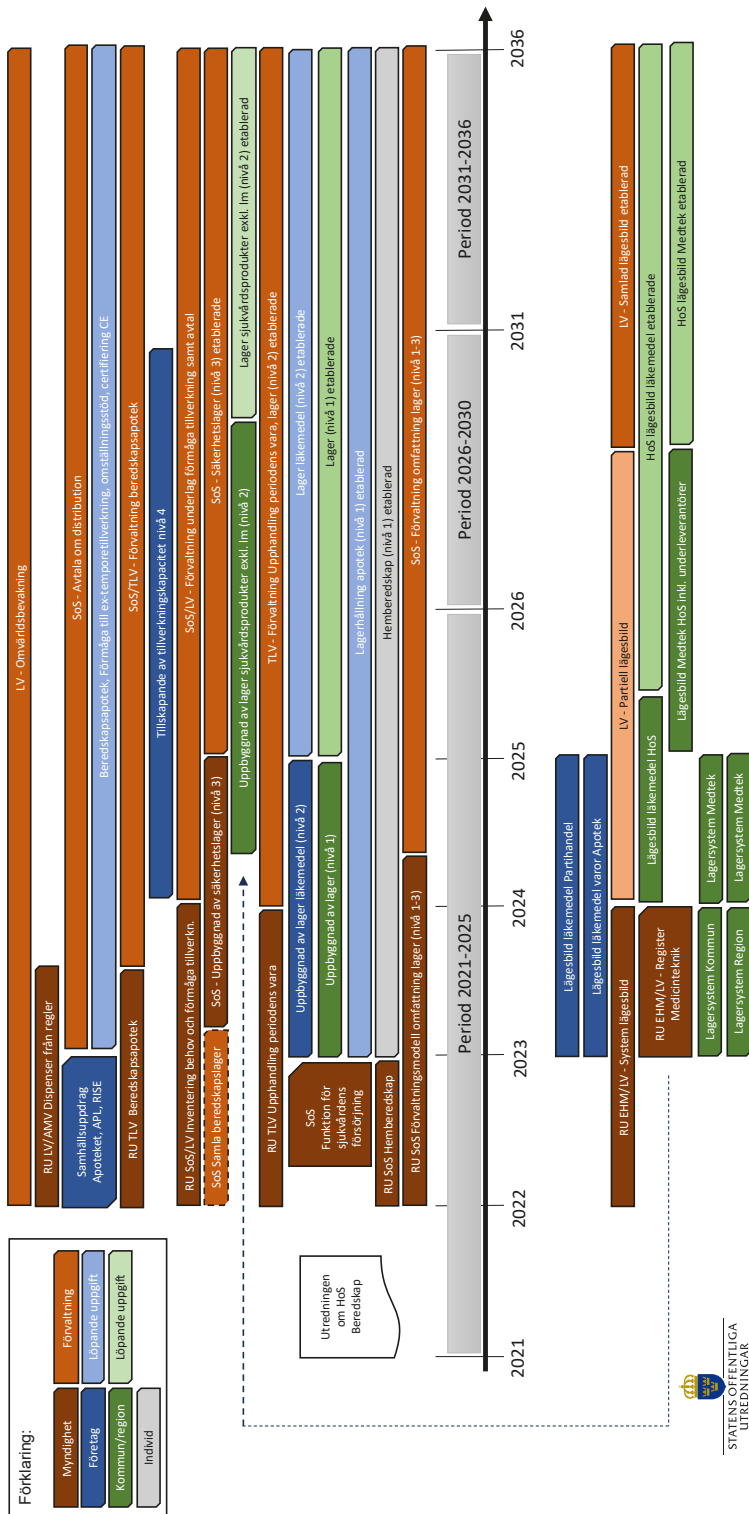 Förklaring:
Myndighet
Förvaltning
Företag
Löpande uppgift
Kommun/region
Löpande uppgift
Individ
LV - Omvärldsbevakning
RU LV/AMV Dispenser från regler
Samhällsuppdrag
Apoteket, APL, RISE
SoS - Avtala om distribution
Beredskapsapotek, Förmåga till ex-temporetillverkning, omställningsstöd, certifiering CE
RU TLV Beredskapsapotek
SoS/TLV - Förvaltning beredskapsapotek
Tillskapande av tillverkningskapacitet nivå 4
RU SoS/LV Inventering behov och förmåga tillverkn.
SoS/LV - Förvaltning underlag förmåga tillverkning samt avtal
SoS Samla beredskapslager
SoS - Uppbyggnad av säkerhetslager (nivå 3)
SoS - Säkerhetslager (nivå 3) etablerade
Uppbyggnad av lager sjukvårdsprodukter exkl. lm (nivå 2)
Lager sjukvårdsprodukter exkl. lm (nivå 2) etablerad
RU TLV Upphandling periodens vara
TLV - Förvaltning Upphandling periodens vara, lager (nivå 2) etablerade
SoS
Funktion för
sjukvårdens
försörjning
Uppbyggnad av lager läkemedel (nivå 2)
Lager läkemedel (nivå 2) etablerade
Uppbyggnad av lager (nivå 1)
Lager (nivå 1) etablerade
Lagerhållning apotek (nivå 1) etablerad
RU SoS Hemberedskap
Hemberedskap (nivå 1) etablerad
RU SoS Förvaltningsmodell omfattning lager (nivå 1-3)
SoS - Förvaltning omfattning lager (nivå 1-3)
Utredningen
om HoS
Beredskap
Period 2021-2025
Period 2026-2030
Period 2031-2036
2021
2022
2023
2024
2025
2026
2031
2036
Lägesbild läkemedel Partihandel
Lägesbild läkemedel varor Apotek
RU EHM/LV - System lägesbild
LV - Partiell lägesbild
LV - Samlad lägesbild etablerad
RU EHM/LV - Register
Medicinteknik
Lägesbild läkemedel HoS
HoS lägesbild läkemedel etablerade
Lägesbild Medtek HoS inkl. underleverantörer
HoS lägesbild Medtek etablerad
Lagersystem Kommun
Lagersystem Medtek
Lagersystem Region
Lagersystem Medtek
STATENS OFFENTLIGA
UTREDNINGAR